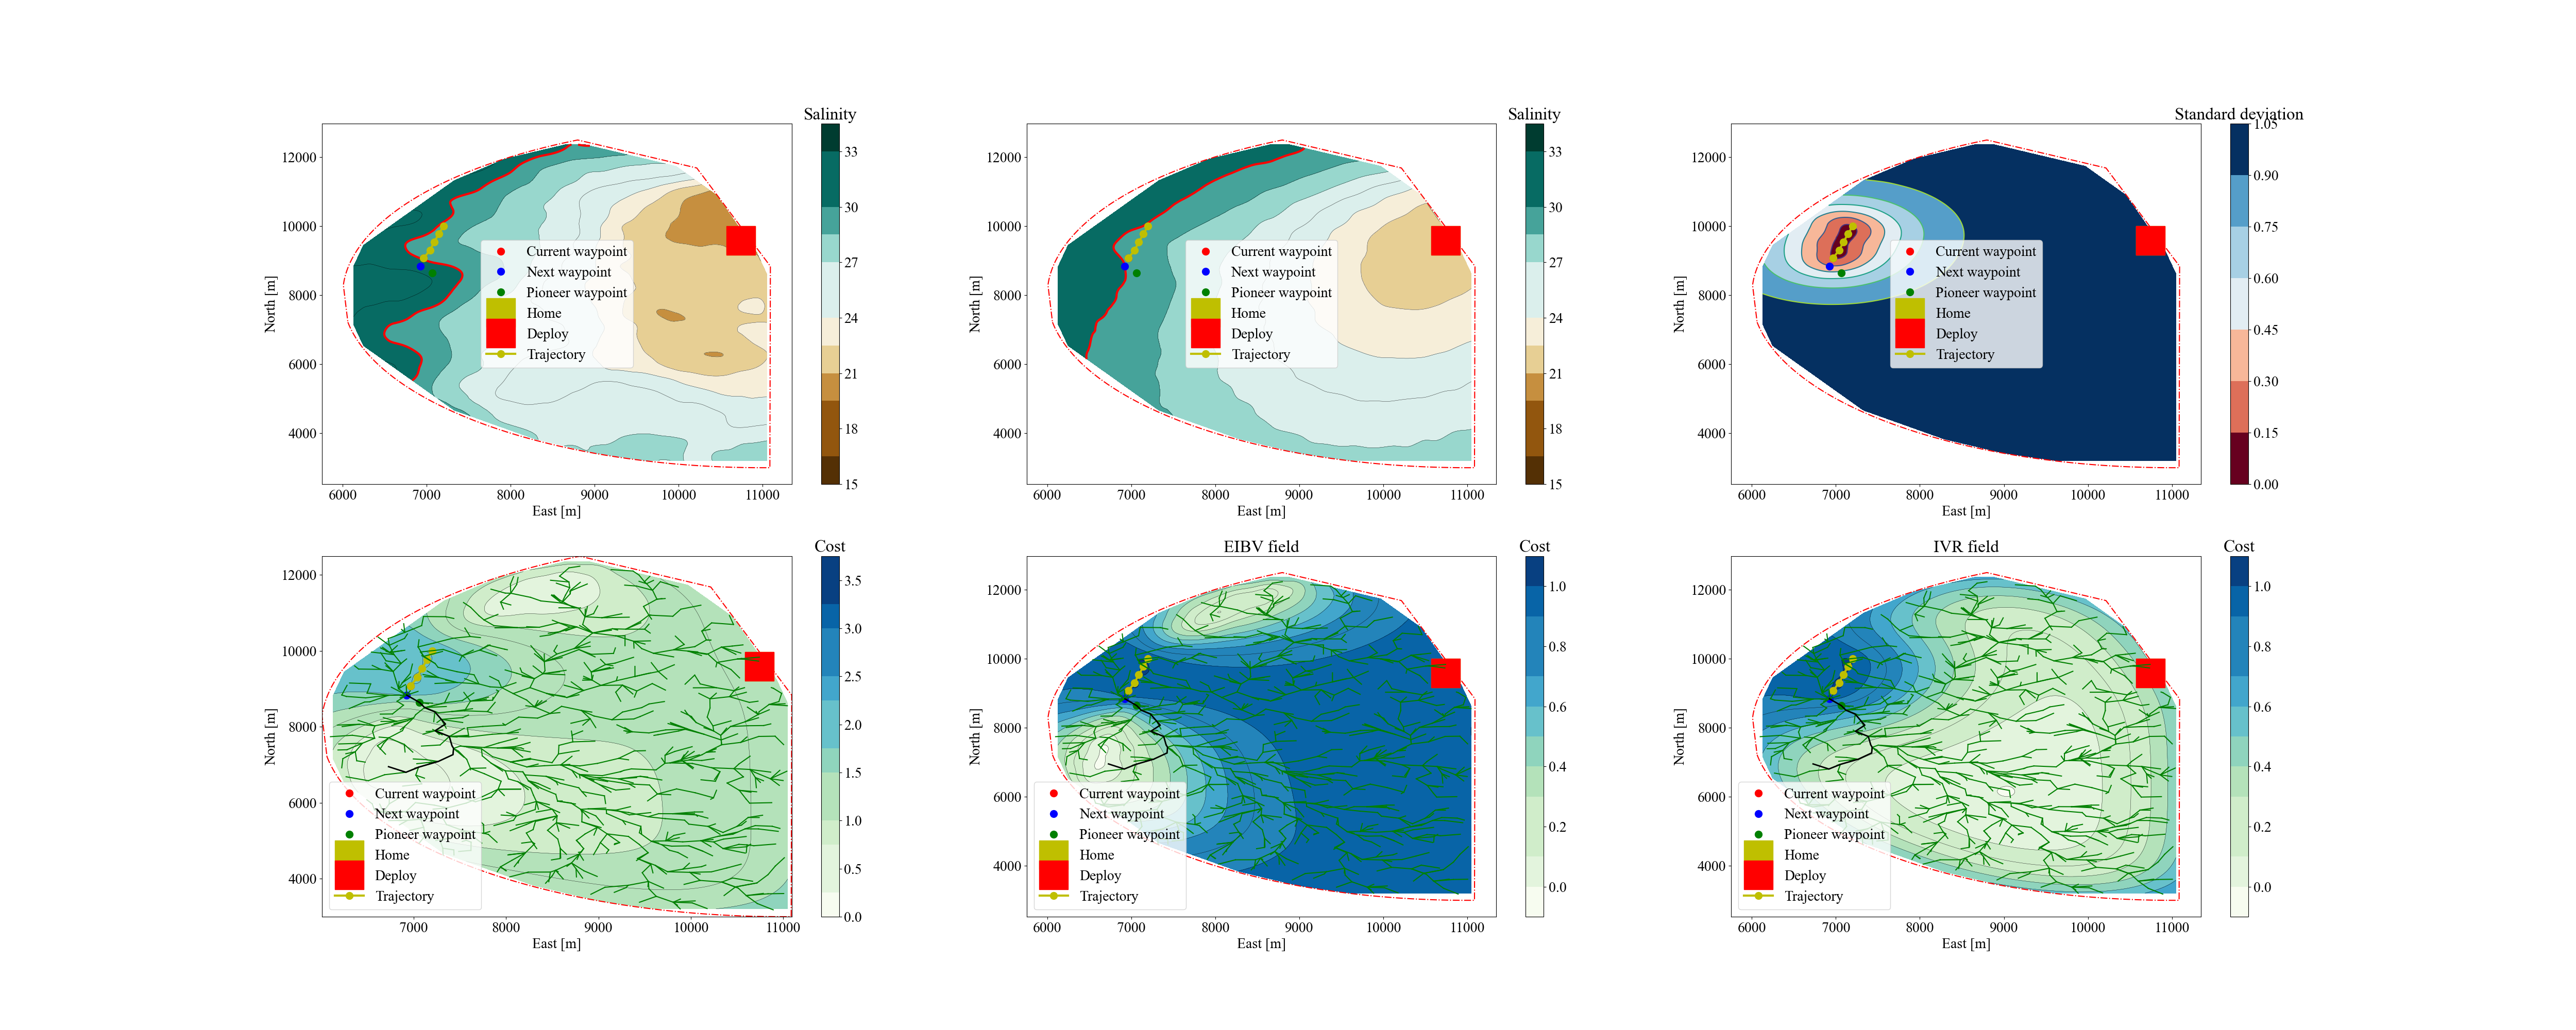 Salinity
12000
10000
8000
6000
4000
North [m]
6000 7000 8000 9000 10000 11000
East [m]
Current waypoint
Next waypoint
Pioneer waypoint
Home
Deploy
Trajectory
33
30
27
24
21
18
15
Salinity
12000
10000
8000
6000
4000
North [m]
6000 7000 8000 9000 10000 11000
East [m]
Current waypoint
Next waypoint
Pioneer waypoint
Home
Deploy
Trajectory
33
30
27
24
21
18
15
Standard deviation
12000
10000
8000
6000
4000
North [m]
6000 7000 8000 9000 10000 11000
East [m]
Current waypoint
Next waypoint
Pioneer waypoint
Home
Deploy
Trajectory
1.05
0.90
0.75
0.60
0.45
0.30
0.15
0.00
Cost
12000
10000
8000
6000
4000
North [m]
7000 8000 9000 10000 11000
East [m]
Current waypoint
Next waypoint
Pioneer waypoint
Home
Deploy
Trajectory
3.5
3.0
2.5
2.0
1.5
1.0
0.5
0.0
EIBV field
Cost
12000
10000
8000
6000
4000
North [m]
6000 7000 8000 9000 10000 11000
East [m]
Current waypoint
Next waypoint
Pioneer waypoint
Home
Deploy
Trajectory
1.0
0.8
0.6
0.4
0.2
0.0
IVR field
Cost
12000
10000
8000
6000
4000
North [m]
6000 7000 8000 9000 10000 11000
East [m]
Current waypoint
Next waypoint
Pioneer waypoint
Home
Deploy
Trajectory
1.0
0.8
0.6
0.4
0.2
0.0